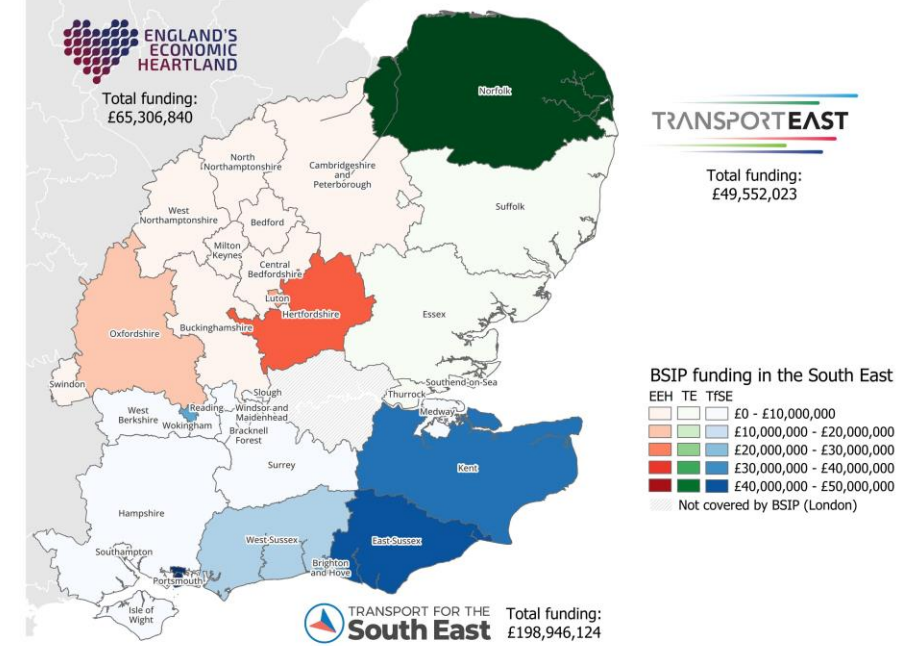 ENGLAND'S
ECONOMIC
HEARTLAND
Total funding:
£65,306,840
TRANSPORT EAST
Total funding:
£49,552,023
Norfolk
North
Northamptonshire
Cambridgeshire
and
Peterborough
West
Northamptonshire
Bedford
Suffolk
Milton
Keynes
Central
Bedfordshire
Luton
Hertfordshire
Essex
Buckinghamshire
Oxfordshire
Swindon
Slough
Southend-on-Sea
Thurrock
West
Berkshire
Reading
Windsor and
Maidenhead
Medway
Wokingham
Bracknell
Forest
Surrey
Kent
Hampshire
West Sussex
East Sussex
Southampton
Brighton
and Hove
Portsmouth
Isle of
Wight
BSIP funding in the South East
EEH TE TfSE
£0 - £10,000,000
£10,000,000 - £20,000,000
£20,000,000 - £30,000,000
£30,000,000 - £40,000,000
£40,000,000 - £50,000,000
Not covered by BSIP (London)
TRANSPORT FOR THE
South East
Total funding:
£198,946,124